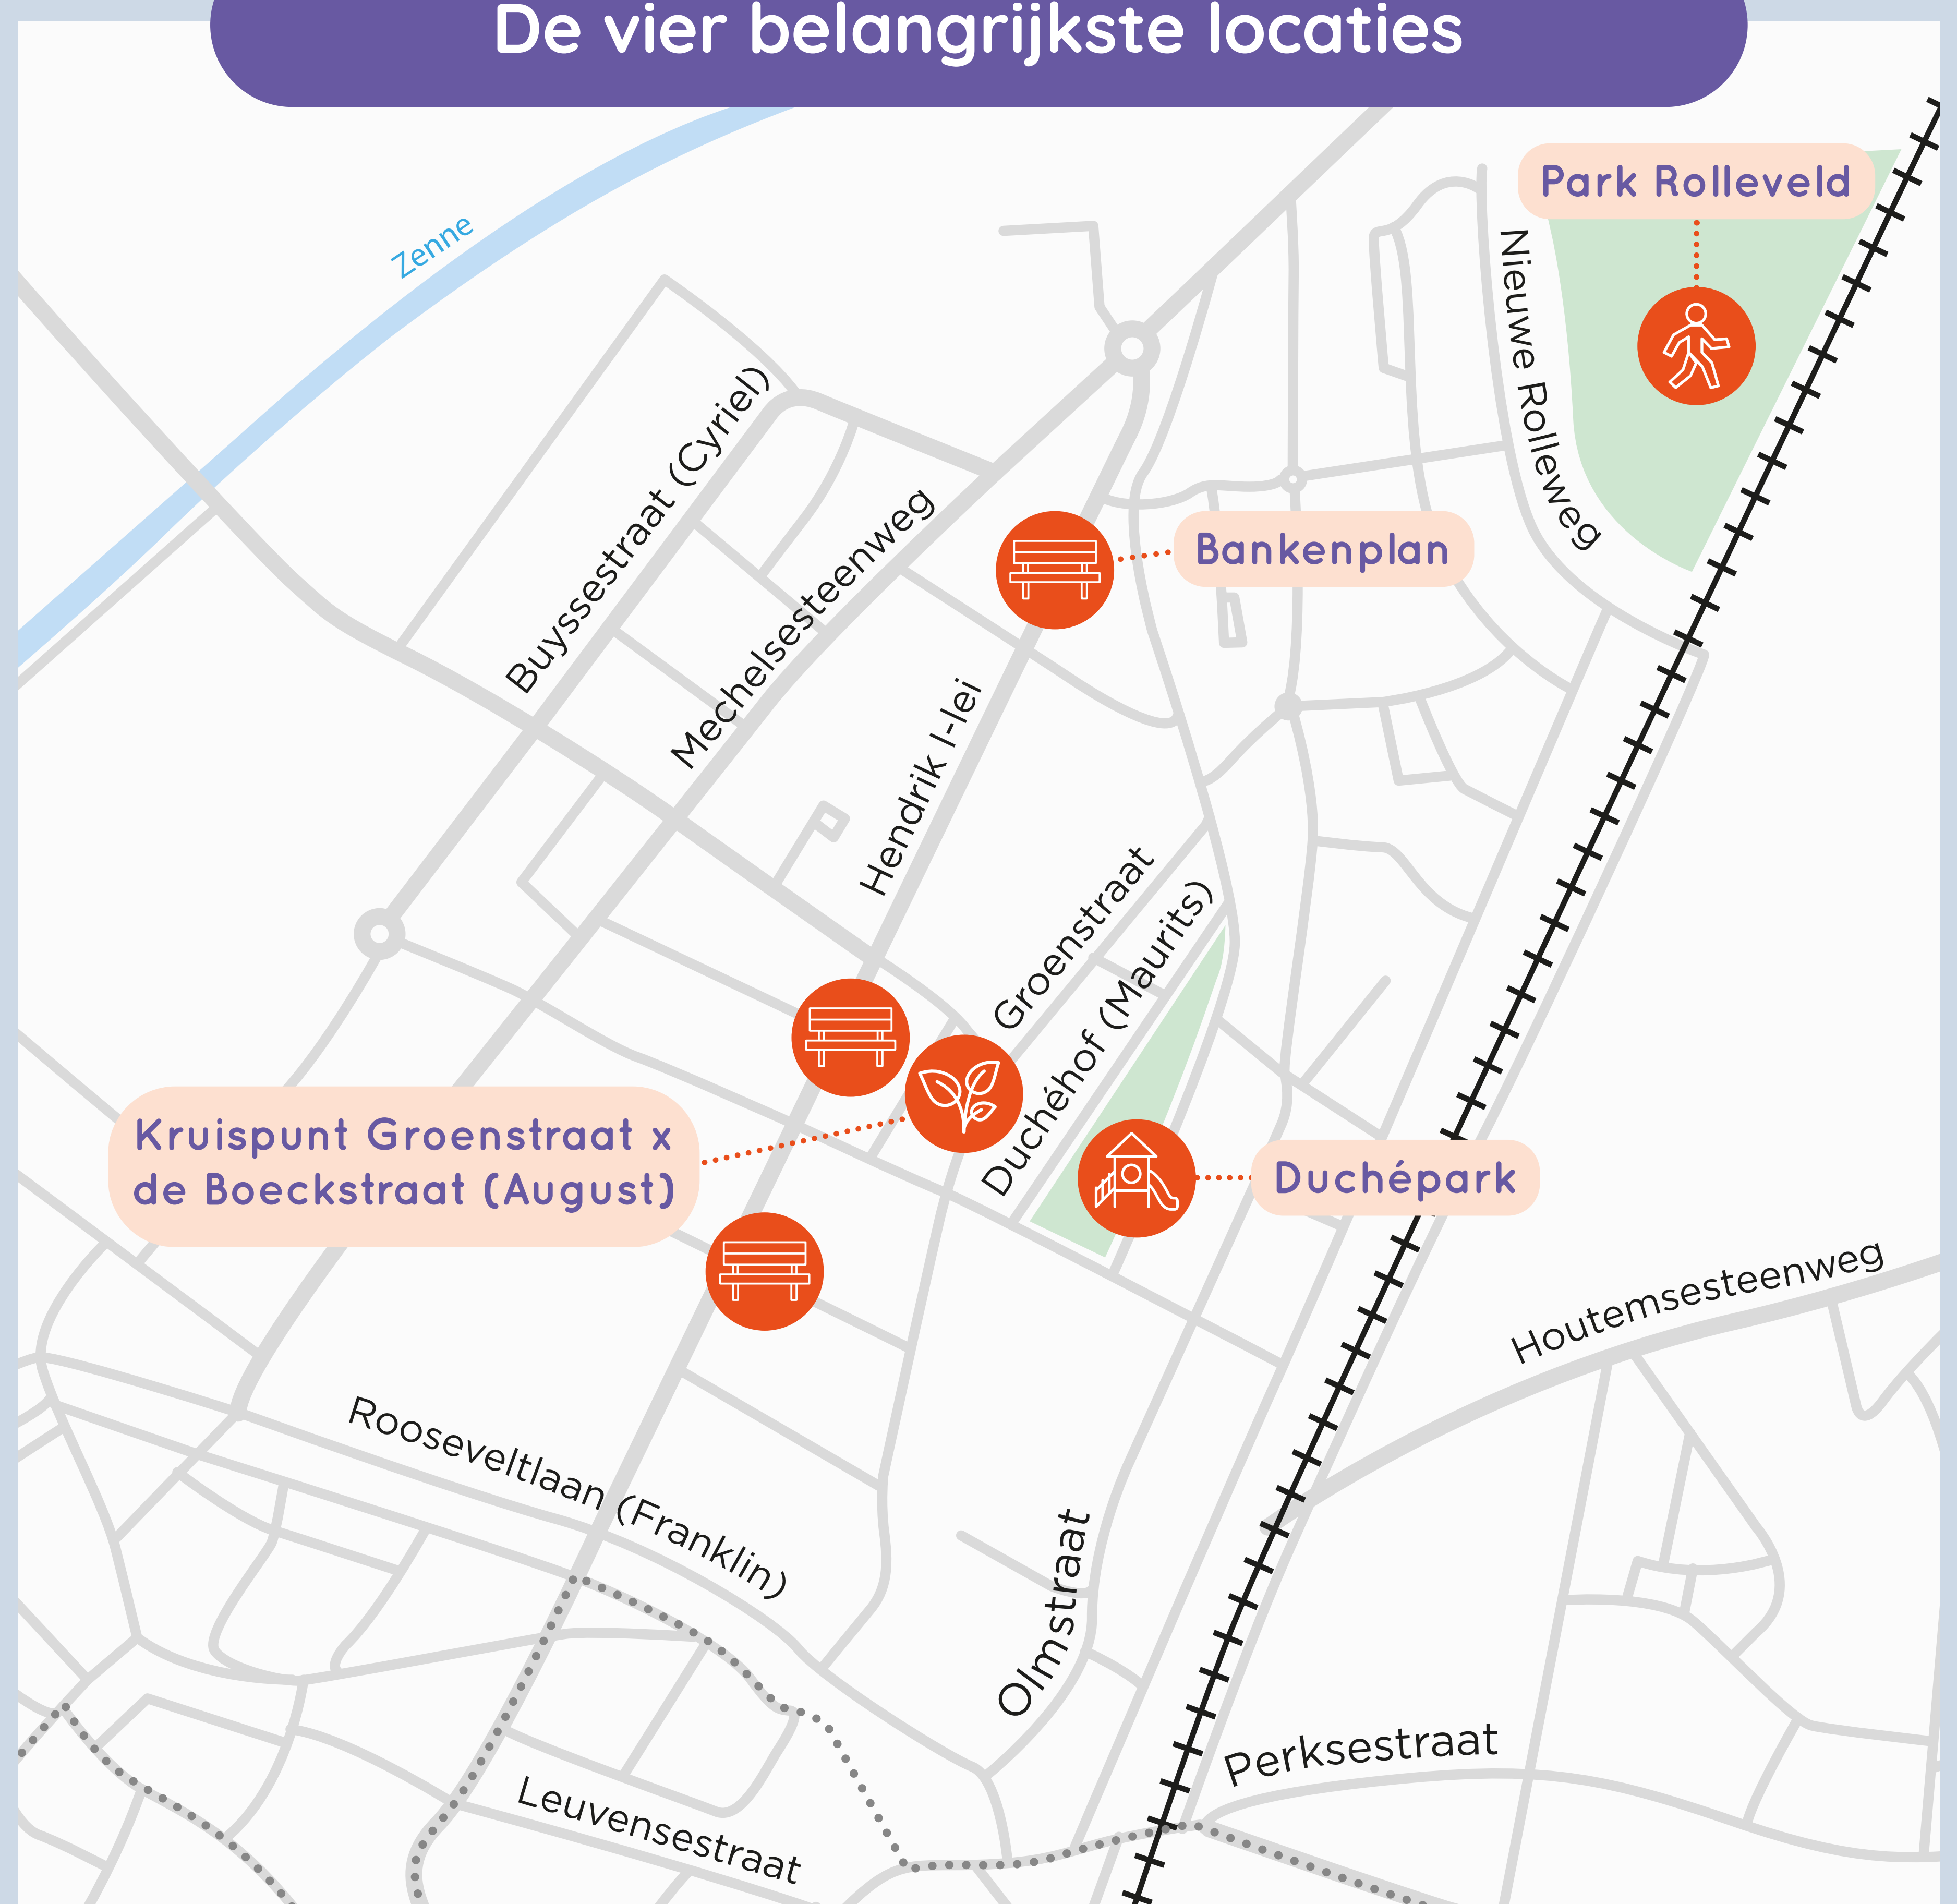 De vier belangrijkste locaties
Park Rolleveld
Zenne
Nieuwe Rolleweg
Buyssestraat (Cyriel)
Mechelsesteenweg
Bankenplan
Hendrik I-lei
Groenstraat
Duchéhof (Maurits)
Kruispunt Groenstraat x
de Boeckstraat (August)
Duchépark
Houtemsesteenweg
Rooseveltlaan (Franklin)
Olmstraat
Perksestraat
Leuvensestraat